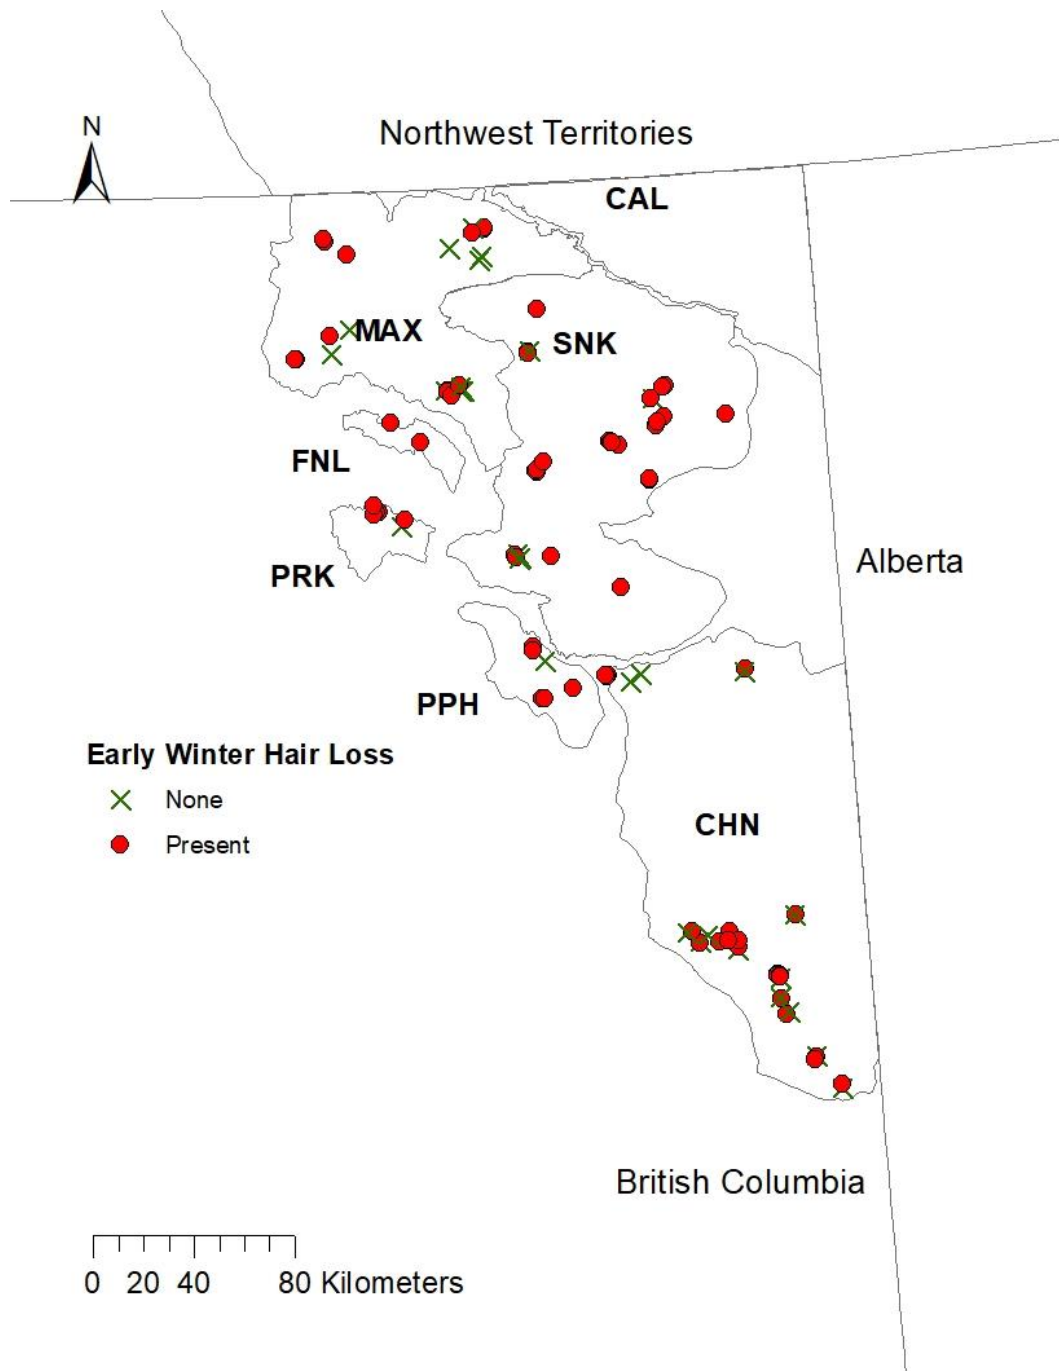 N
Northwest Territories
CAL
MAX
SNK
FNL
PRK
Alberta
PPH
Early Winter Hair Loss
None
Present
CHN
British Columbia
0 20 40 80 Kilometers